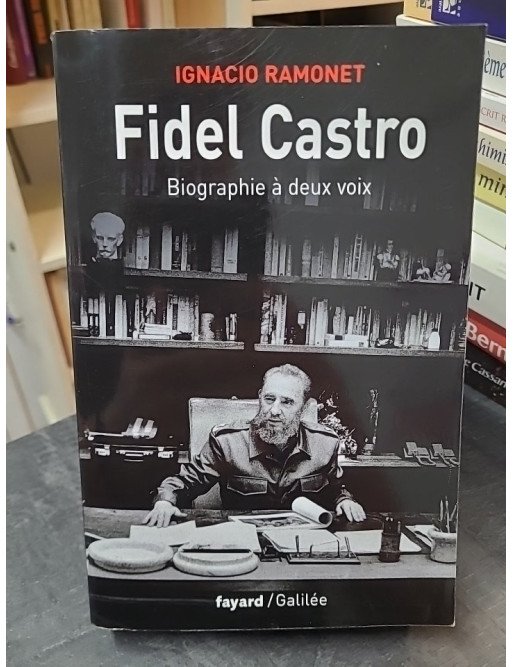 IGNACIO RAMONET
Fidel Castro
Biographie à deux voix
fayard / Galilée